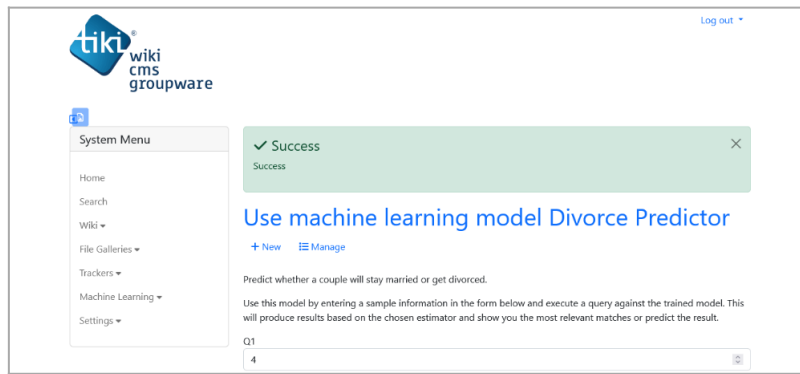 Log out
tiki®
wiki
cms
groupware
System Menu
Home
Search
Wiki
File Galleries
Trackers
Machine Learning
Settings
Success
Success
Use machine learning model Divorce Predictor
+ New Manage
Predict whether a couple will stay married or get divorced.
Use this model by entering a sample information in the form below and execute a query against the trained model. This
will produce results based on the chosen estimator and show you the most relevant matches or predict the result.
Q1
4